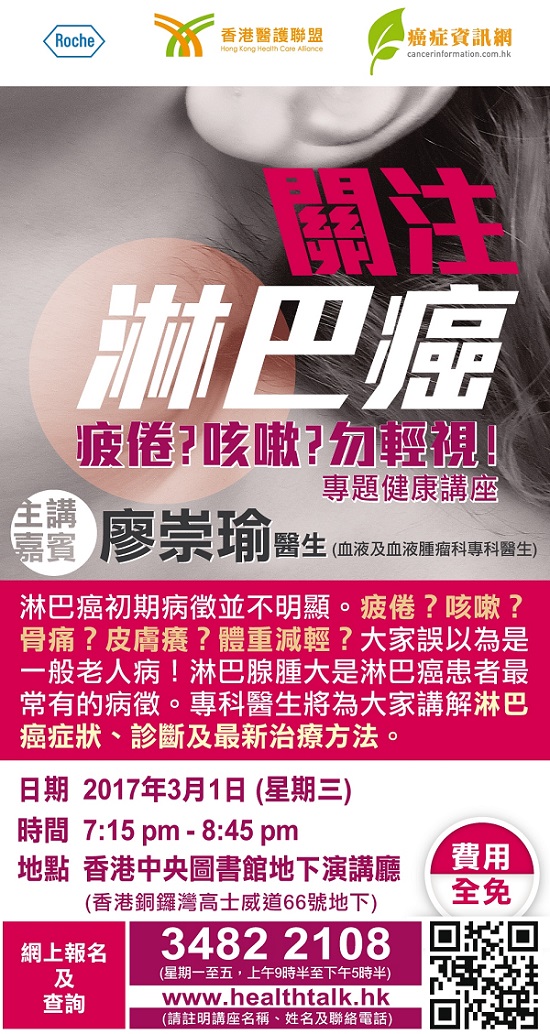 Roche
香港醫護聯盟
Hong Kong Health Care Alliance
癌症資訊網
cancerinformation.com.hk
關注
淋巴癌
疲倦?咳嗽?勿輕視!
專題健康講座
主講
嘉賓
廖崇瑜醫生 (血液及血液腫瘤科專科醫生)
淋巴癌初期病徵並不明顯。疲倦？咳嗽？
骨痛？皮膚癢？體重減輕？大家誤以為是
一般老人病！淋巴腺腫大是淋巴癌患者最
常有的病徵。專科醫生將為大家講解淋巴
癌症狀、診斷及最新治療方法。
日期 2017年3月1日 (星期三)
時間 7:15 pm - 8:45 pm
地點 香港中央圖書館地下演講廳
(香港銅鑼灣高士威道66號地下)
費用
全免
網上報名
及
查詢
3482 2108
(星期一至五，上午9時半至下午5時半)
www.healthtalk.hk
(請註明講座名稱、姓名及聯絡電話)